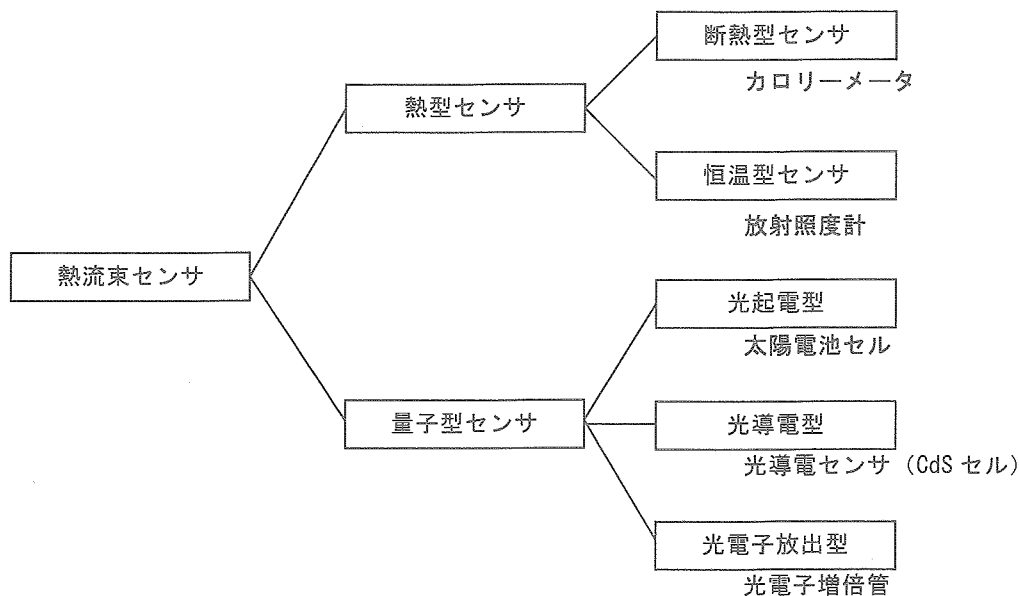 断熱型センサ
カロリーメータ
熱型センサ
恒温型センサ
放射照度計
熱流束センサ
光起電型
太陽電池セル
量子型センサ
光導電型
光導電センサ（CdS セル）
光電子放出型
光電子増倍管